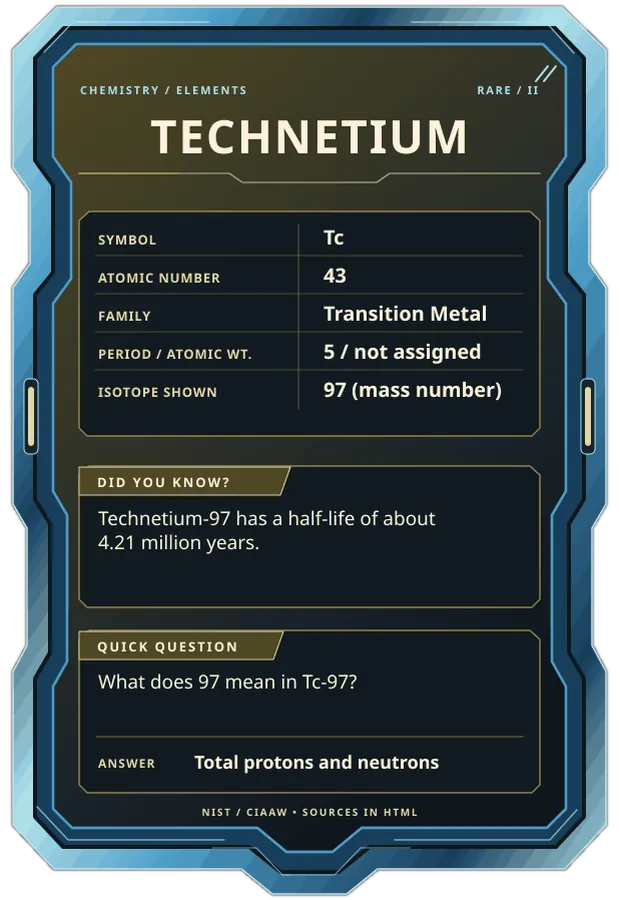 CHEMISTRY / ELEMENTS
RARE / II
TECHNETIUM
SYMBOL Tc
ATOMIC NUMBER 43
FAMILY Transition Metal
PERIOD / ATOMIC WT. 5 / not assigned
ISOTOPE SHOWN 97 (mass number)
DID YOU KNOW?
Technetium-97 has a half-life of about
4.21 million years.
QUICK QUESTION
What does 97 mean in Tc-97?
ANSWER Total protons and neutrons
NIST / CIAAW • SOURCES IN HTML